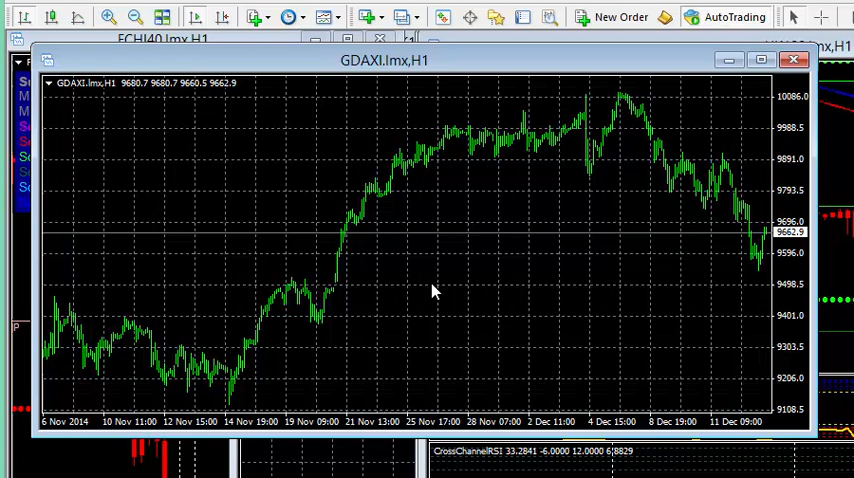 New Order
AutoTrading
FCHI40.lmx,H1
GDAXI.lmx,H1
GDAXI.lmx,H1 9680.7 9680.7 9660.5 9662.9
10086.0
9988.5
9891.0
9793.5
9696.0
9662.9
9596.0
9498.5
9401.0
9303.5
9206.0
9108.5
6 Nov 2014 10 Nov 11:00 12 Nov 15:00 14 Nov 19:00 19 Nov 09:00 21 Nov 13:00 25 Nov 17:00 28 Nov 07:00 2 Dec 11:00 4 Dec 15:00 8 Dec 19:00 11 Dec 09:00
P
CrossChannelRSI 33.2841 -6.0000 12.0000 6.8829